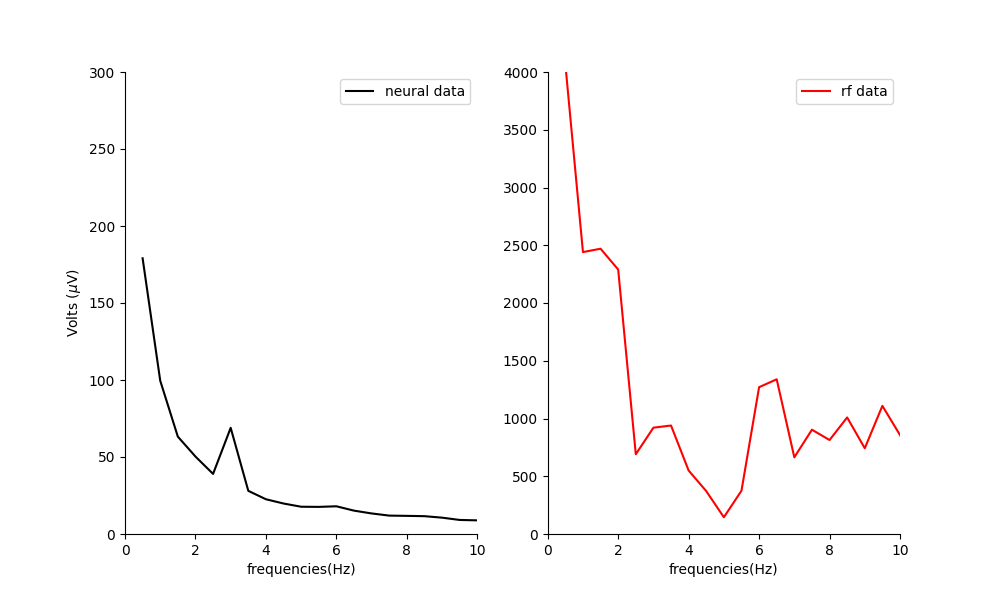 neural data
300
250
200
150
100
50
0
Volts (μV)
0 2 4 6 8 10
frequencies(Hz)
rf data
4000
3500
3000
2500
2000
1500
1000
500
0
0 2 4 6 8 10
frequencies(Hz)